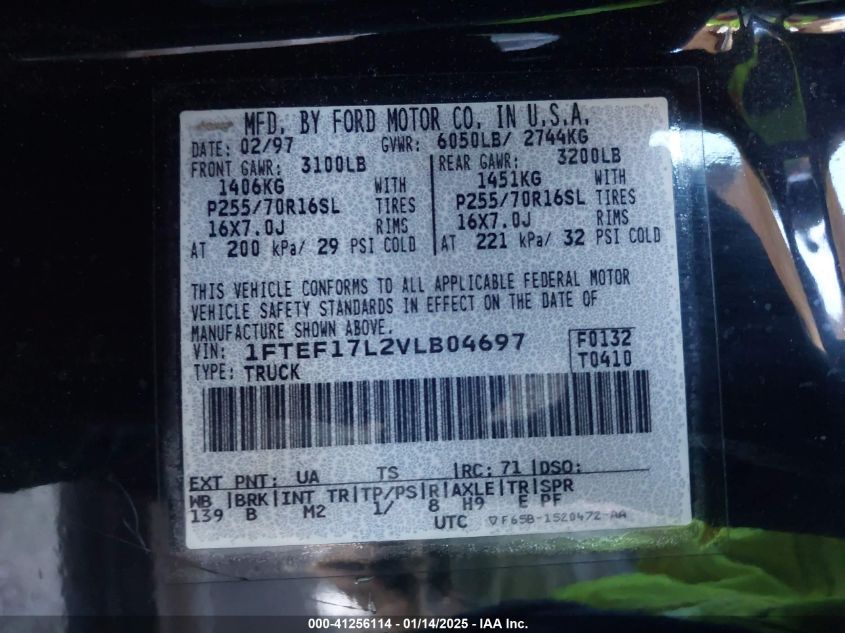 MFD. BY FORD MOTOR CO. IN U.S.A.
DATE: 02/97 GVWR: 6050LB/ 2744KG
FRONT GAWR: 3100LB REAR GAWR: 3200LB
1406KG WITH 1451KG WITH
P255/70R16SL TIRES P255/70R16SL TIRES
16X7.0J RIMS 16X7.0J RIMS
AT 200 kPa/ 29 PSI COLD AT 221 kPa/ 32 PSI COLD
THIS VEHICLE CONFORMS TO ALL APPLICABLE FEDERAL MOTOR
VEHICLE SAFETY STANDARDS IN EFFECT ON THE DATE OF
MANUFACTURE SHOWN ABOVE.
VIN: 1FTEF17L2VLB04697 F0132
TYPE: TRUCK T0410
EXT PNT: UA TS RC: 71 DSO:
WB BRK INT TR TP/PS R AXLE TR SPR
139 B M2 1/ 8 H9 E PF
UTC ▽F65B-1520472-AA
000-41256114 - 01/14/2025 - IAAI.com